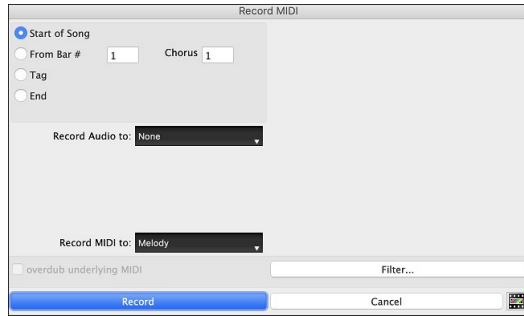 Record MIDI
Start of Song
From Bar # 1 Chorus 1
Tag
End
Record Audio to: None
Record MIDI to: Melody
overdub underlying MIDI
Filter...
Record Cancel